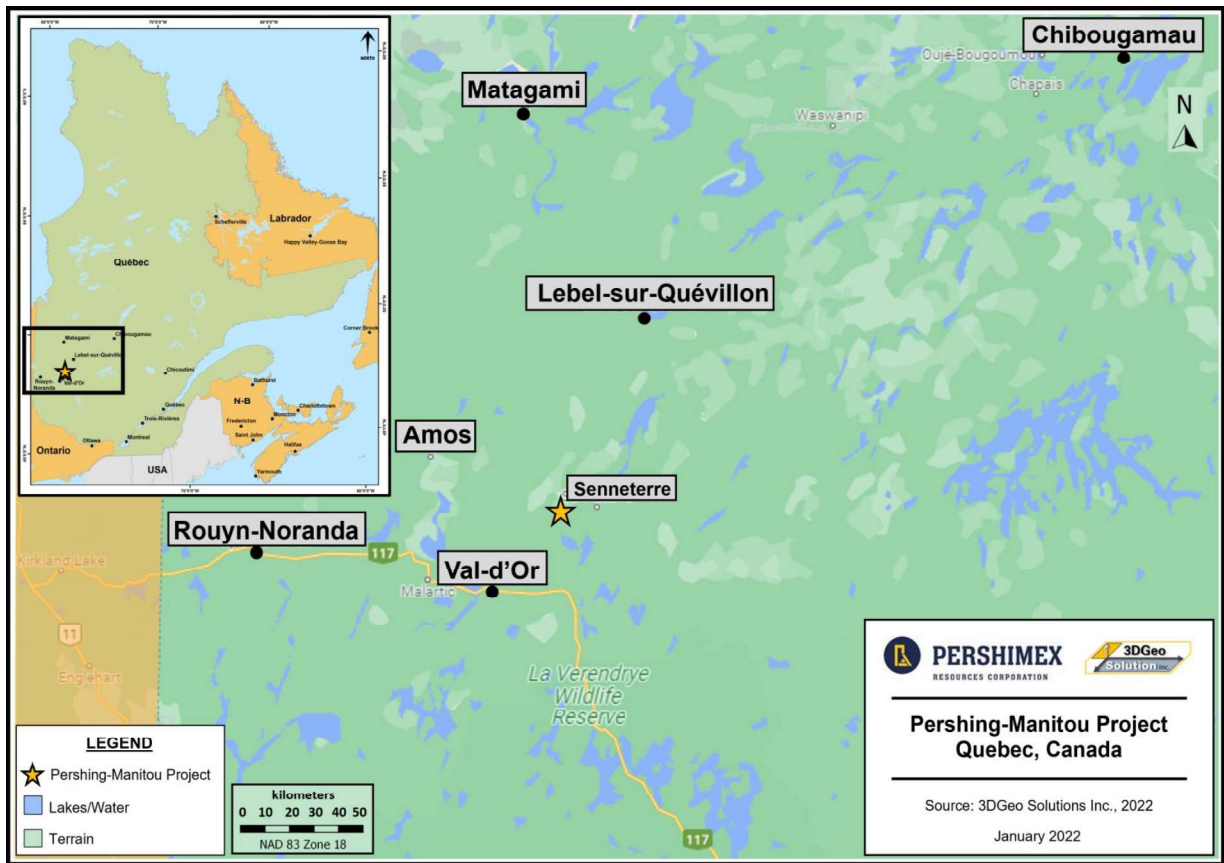 NORTH
Labrador
Schefferville
Happy Valley-Goose Bay
Québec
Matagami
Chibougamau
Lebel-sur-Quévillon
Rouyn-
Noranda
Val-d'Or
Chicoutimi
Corner Brook
Québec
Trois-Rivières
Montreal
Ottawa
Ontario
USA
N-B
Bathurst
Charlottetown
Moncton
Fredericton
Saint John
Halifax
Yarmouth
Chibougamau
Oujé-Bougoumou
Chapais
Matagami
Waswanipi
N
Lebel-sur-Quévillon
Amos
Senneterre
Rouyn-Noranda
117
Kirkland Lake
Val-d'Or
Malartic
11
Englehart
La Verendrye
Wildlife
Reserve
117
LEGEND
Pershing-Manitou Project
Lakes/Water
Terrain
kilometers
0 10 20 30 40 50
NAD 83 Zone 18
PERSHIMEX
RESOURCES CORPORATION
3DGeo
Solution Inc.
Pershing-Manitou Project
Quebec, Canada
Source: 3DGeo Solutions Inc., 2022
January 2022